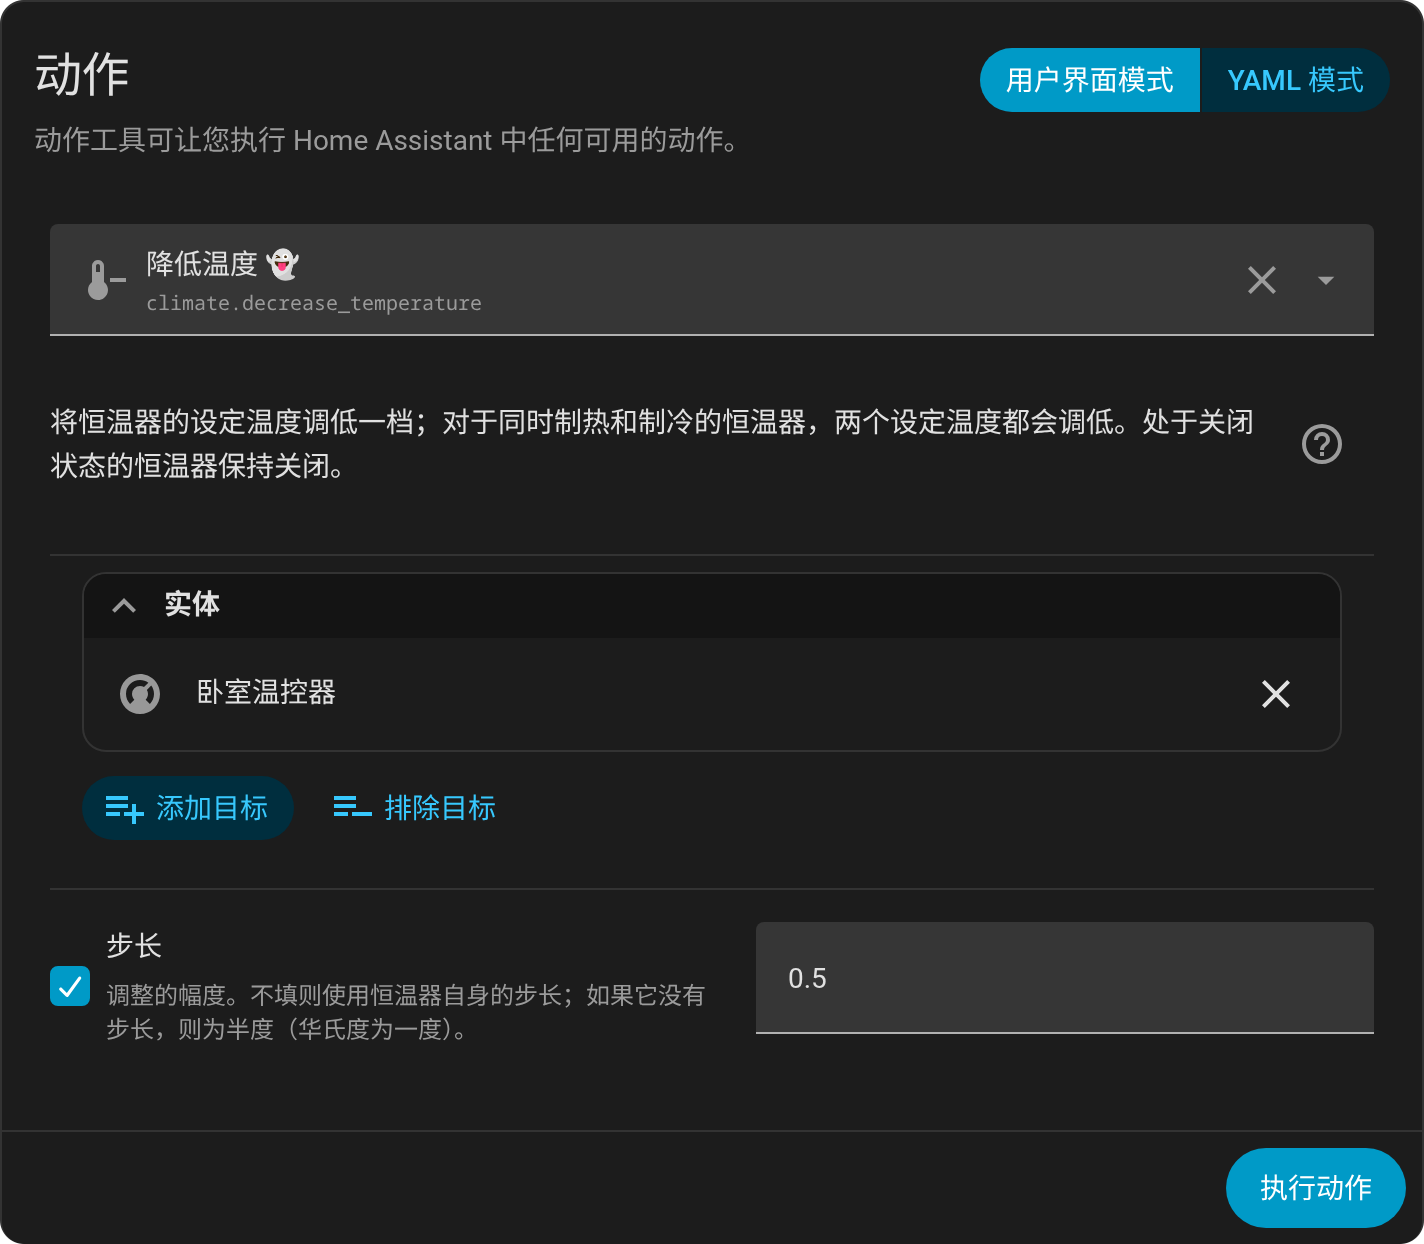 动作
用户界面模式
YAML 模式
动作工具可让您执行 Home Assistant 中任何可用的动作。
降低温度 👻
climate.decrease_temperature
将恒温器的设定温度调低一档；对于同时制热和制冷的恒温器，两个设定温度都会调低。处于关闭
状态的恒温器保持关闭。
实体
卧室温控器
添加目标
排除目标
步长
调整的幅度。不填则使用恒温器自身的步长；如果它没有
步长，则为半度（华氏度为一度）。
0.5
执行动作